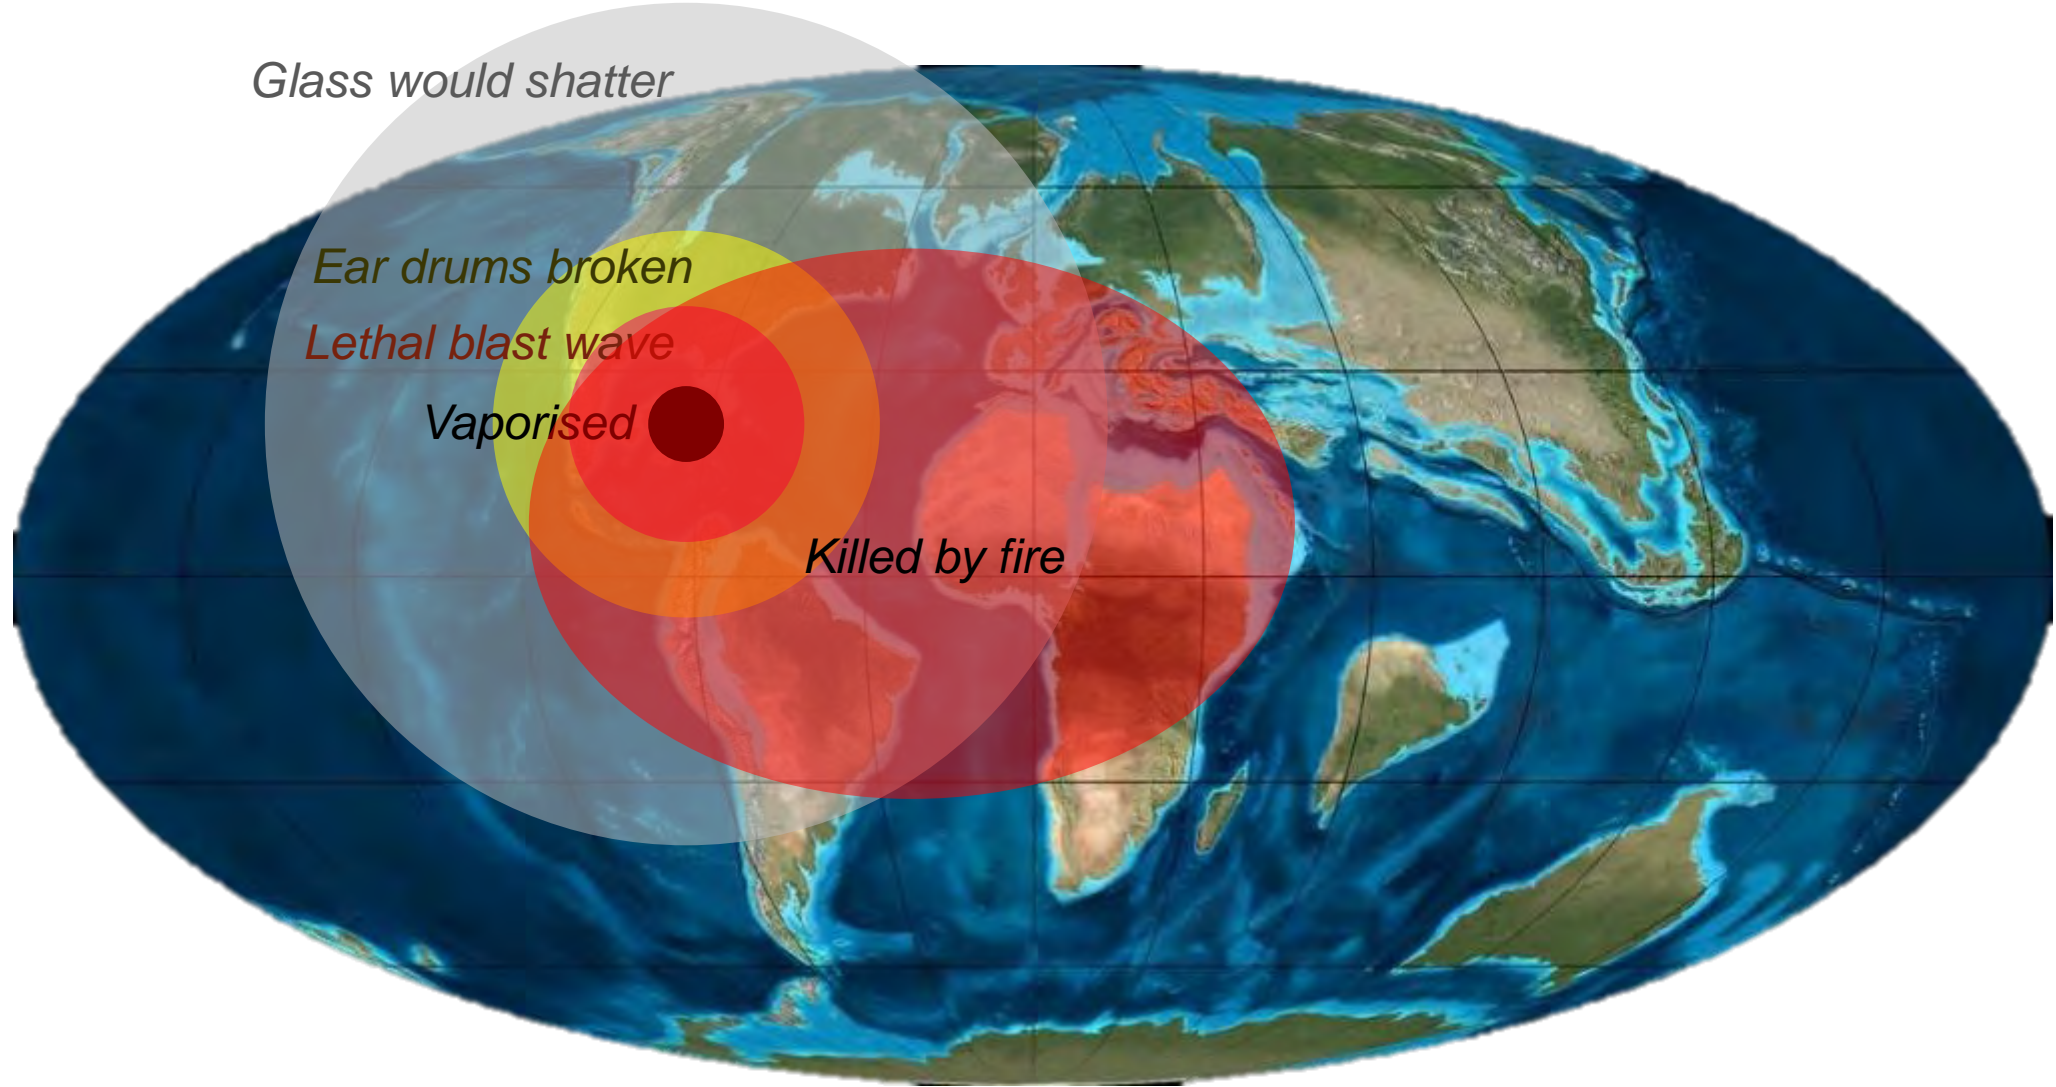 Glass would shatter
Ear drums broken
Lethal blast wave
Vaporised
Killed by fire